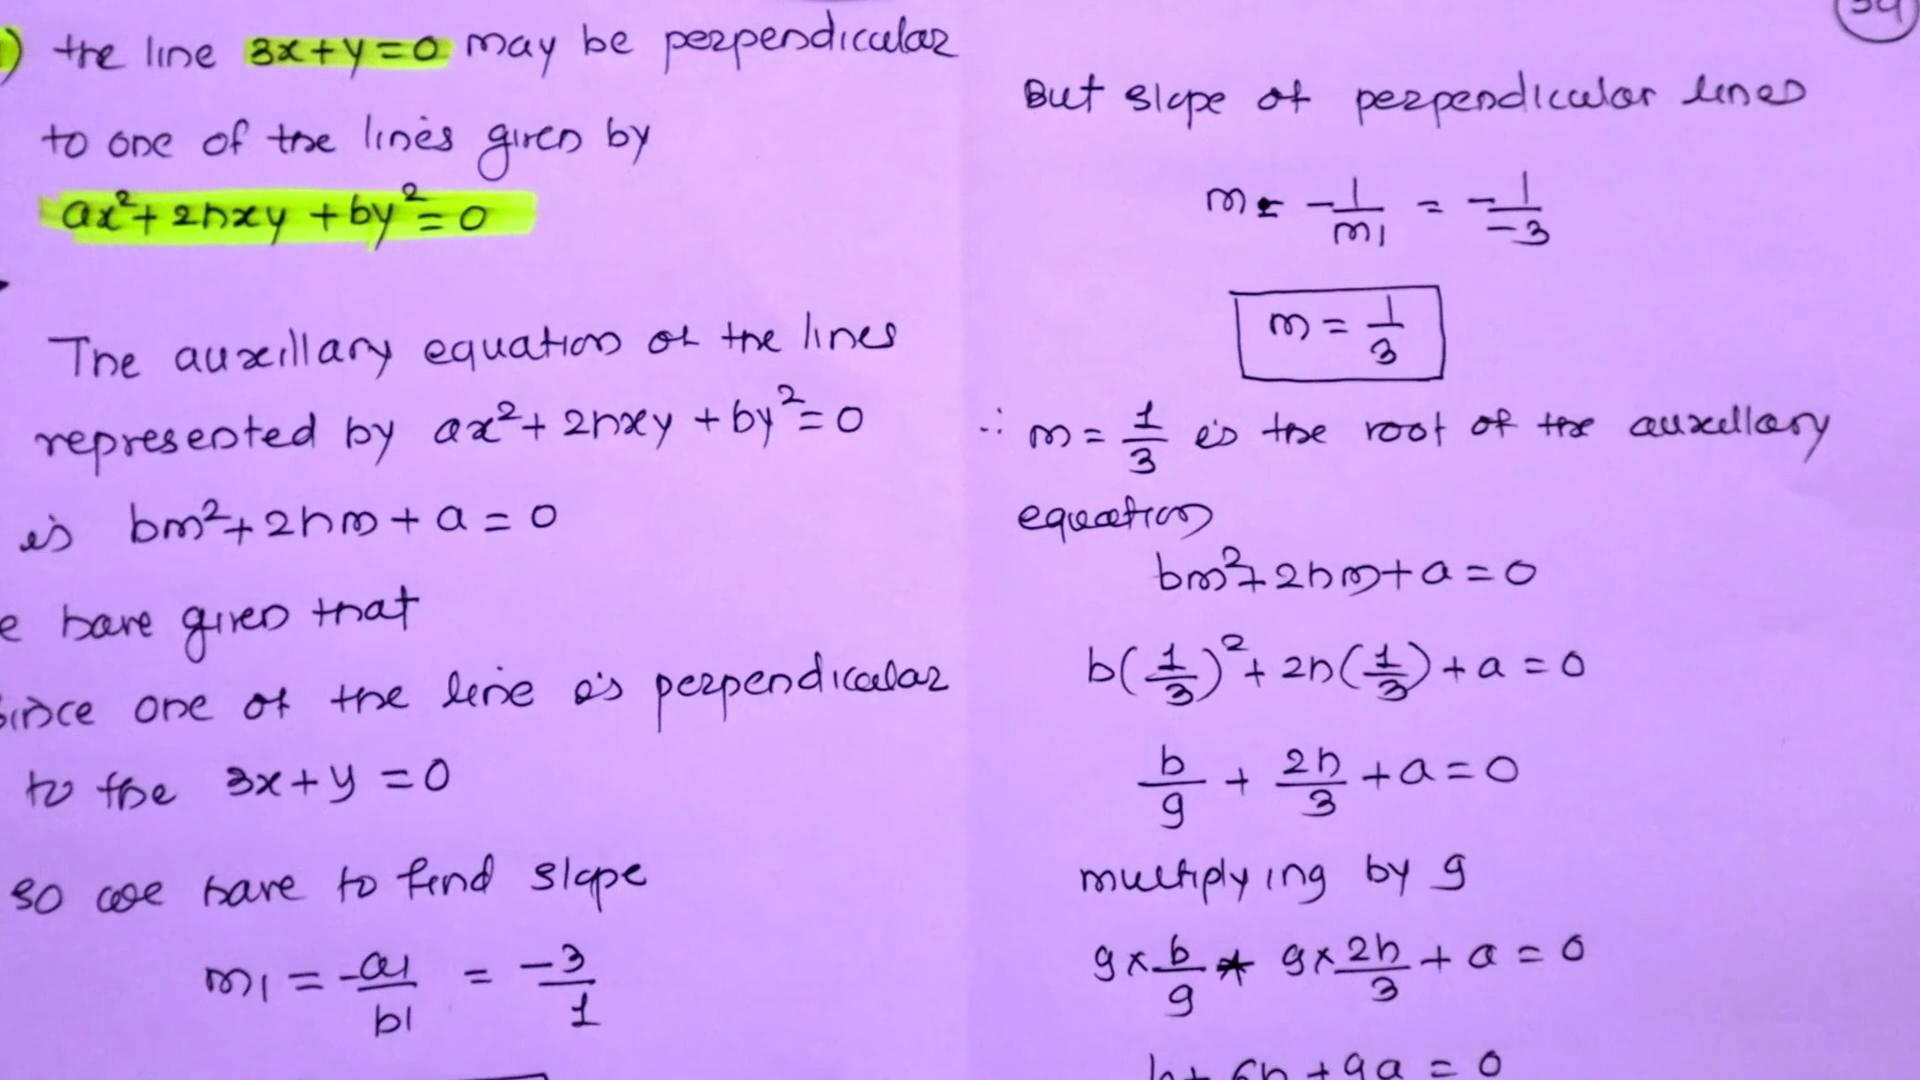 ) the line 3x+y=0 may be perpendicular
to one of the lines given by
ax²+2hxy+by²=0
The auxillary equation of the lines
represented by ax²+2hxy+by²=0
is bm²+2hm+a=0
e have given that
since one of the line is perpendicular
to the 3x+y=0
so we have to find slope
m1 = -a1/b1 = -3/1
But slope of perpendicular lines
m = -1/m1 = -1/-3
m = 1/3
∴ m = 1/3 is the root of the auxillary
equation
bm²+2hm+a=0
b(1/3)²+2h(1/3)+a=0
b/9 + 2h/3 + a = 0
multiplying by 9
9×b/9 + 9×2h/3 + a = 0
b+6h+9a=0